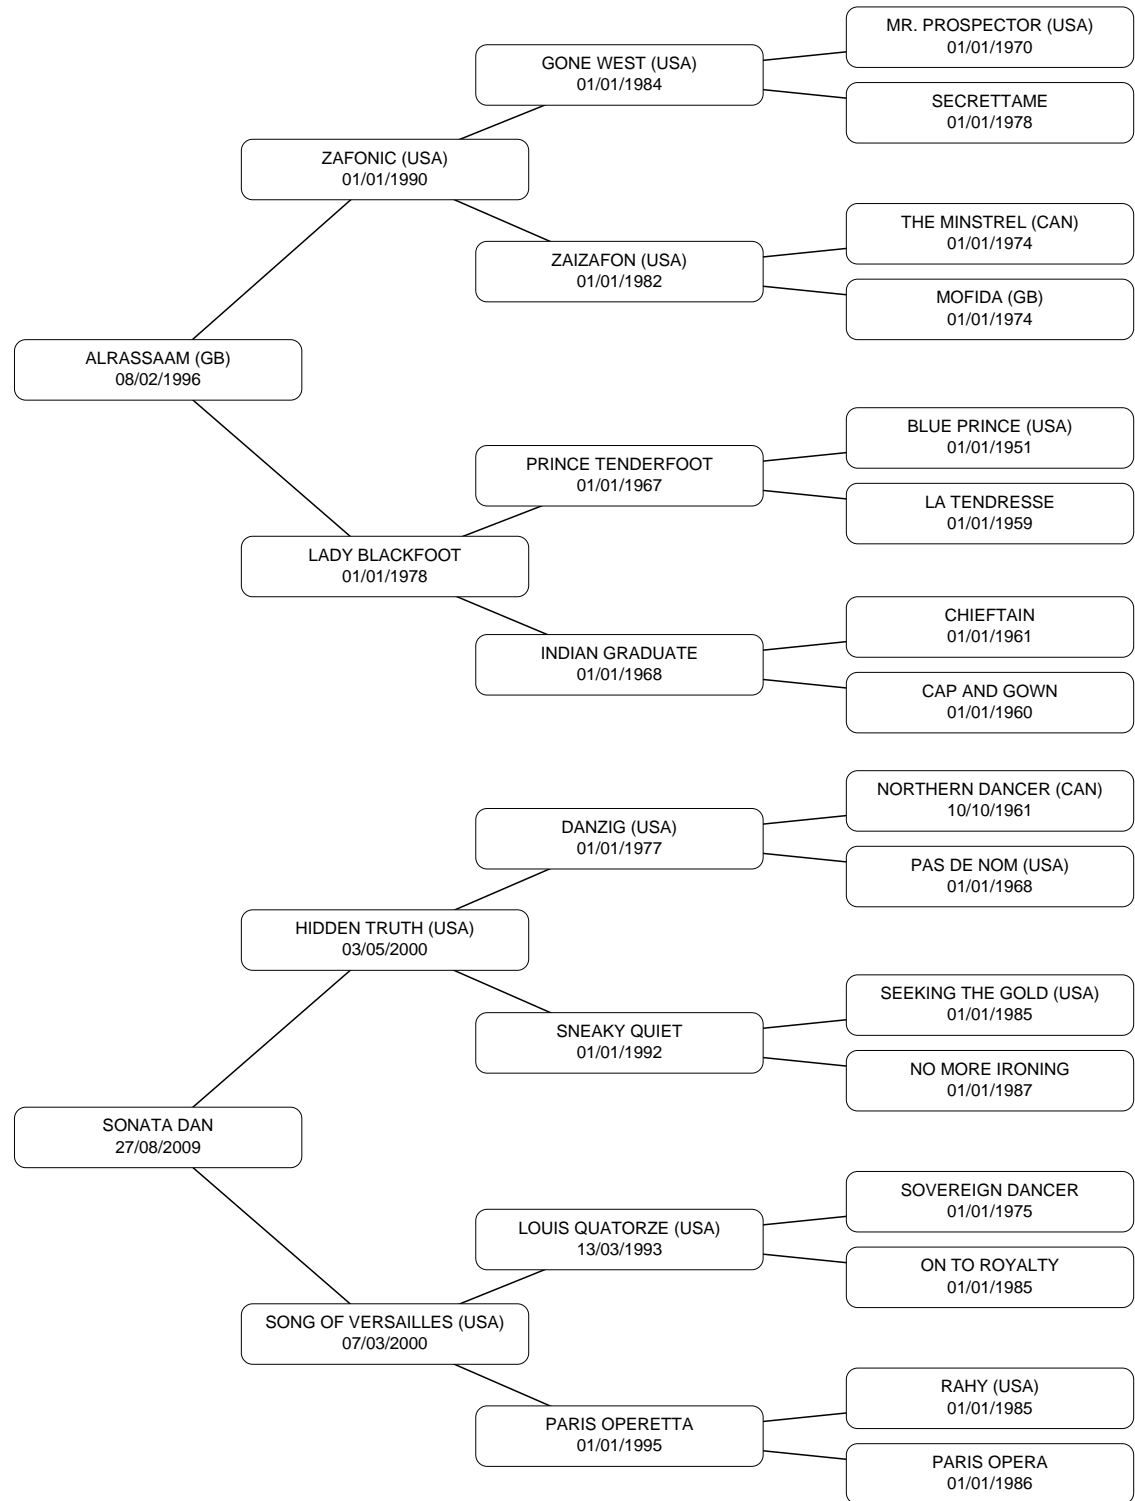 MR. PROSPECTOR (USA)
01/01/1970
GONE WEST (USA)
01/01/1984
SECRETTAME
01/01/1978
ZAFONIC (USA)
01/01/1990
THE MINSTREL (CAN)
01/01/1974
ZAIZAFON (USA)
01/01/1982
MOFIDA (GB)
01/01/1974
ALRASSAAM (GB)
08/02/1996
BLUE PRINCE (USA)
01/01/1951
PRINCE TENDERFOOT
01/01/1967
LA TENDRESSE
01/01/1959
LADY BLACKFOOT
01/01/1978
CHIEFTAIN
01/01/1961
INDIAN GRADUATE
01/01/1968
CAP AND GOWN
01/01/1960
NORTHERN DANCER (CAN)
10/10/1961
DANZIG (USA)
01/01/1977
PAS DE NOM (USA)
01/01/1968
HIDDEN TRUTH (USA)
03/05/2000
SEEKING THE GOLD (USA)
01/01/1985
SNEAKY QUIET
01/01/1992
NO MORE IRONING
01/01/1987
SONATA DAN
27/08/2009
SOVEREIGN DANCER
01/01/1975
LOUIS QUATORZE (USA)
13/03/1993
ON TO ROYALTY
01/01/1985
SONG OF VERSAILLES (USA)
07/03/2000
RAHY (USA)
01/01/1985
PARIS OPERETTA
01/01/1995
PARIS OPERA
01/01/1986